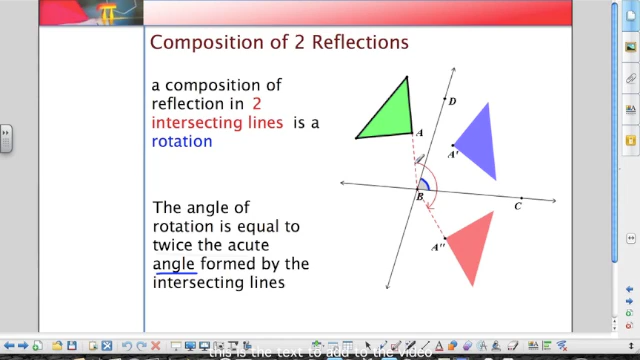 Composition of 2 Reflections
a composition of
reflection in 2
intersecting lines is a
rotation
D
A
A'
B
C
A"
The angle of
rotation is equal to
twice the acute
angle formed by the
intersecting lines
this is the text to add to the video